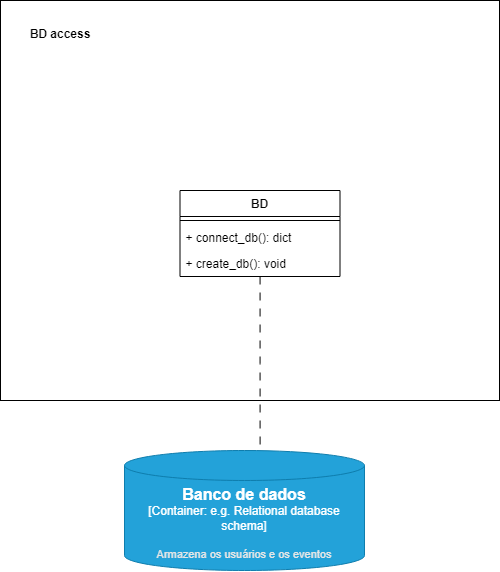 BD access
BD
+ connect_db(): dict
+ create_db(): void
Banco de dados
[Container: e.g. Relational database
schema]
Armazena os usuários e os eventos